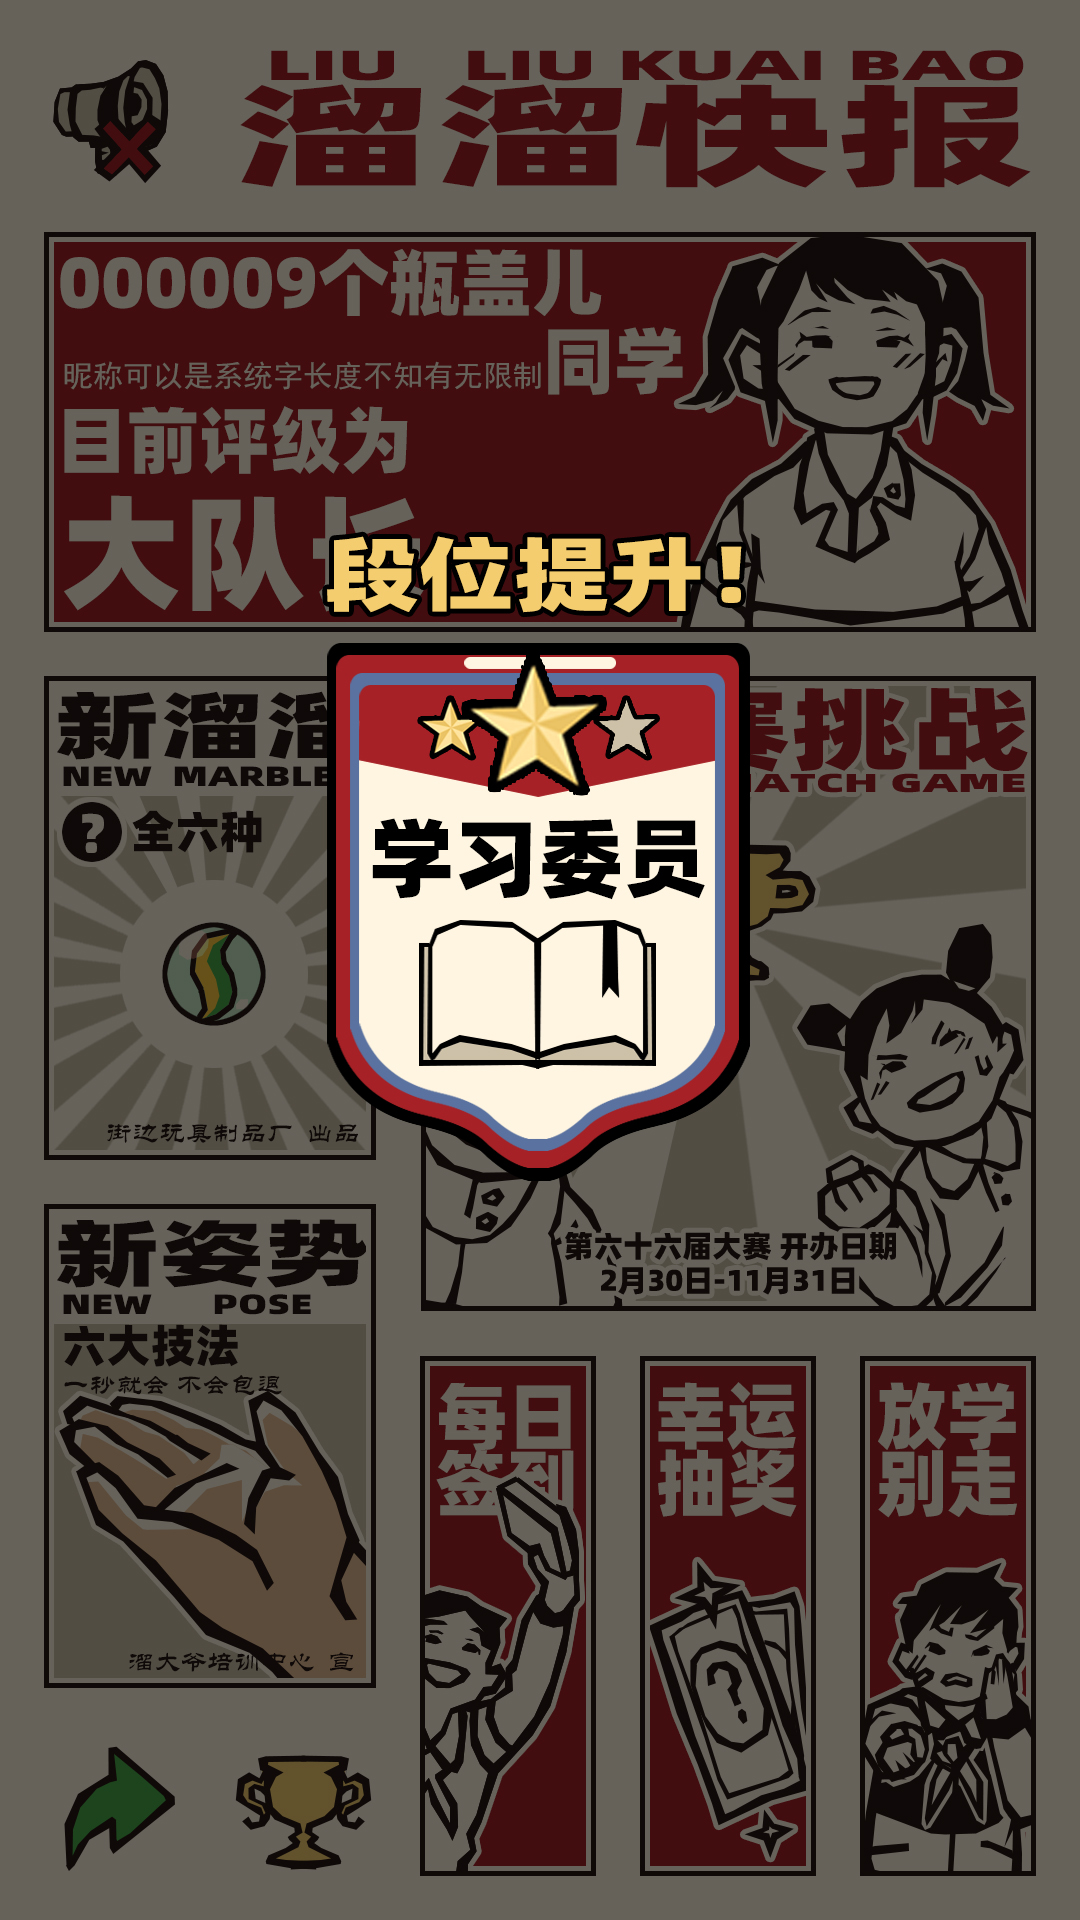 LIU LIU KUAI BAO
溜溜快报
000009个瓶盖儿
昵称可以是系统字长度不知有无限制同学
目前评级为
大队长
段位提升!
新溜溜
NEW MARBLE
? 全六种
街边玩具制品厂 出品
赛挑战
MATCH GAME
学习委员
第六十六届大赛 开办日期
2月30日-11月31日
新姿势
NEW POSE
六大技法
一秒就会 不会包退
溜大爷培训中心 宣
每日
签到
幸运
抽奖
?
放学
别走